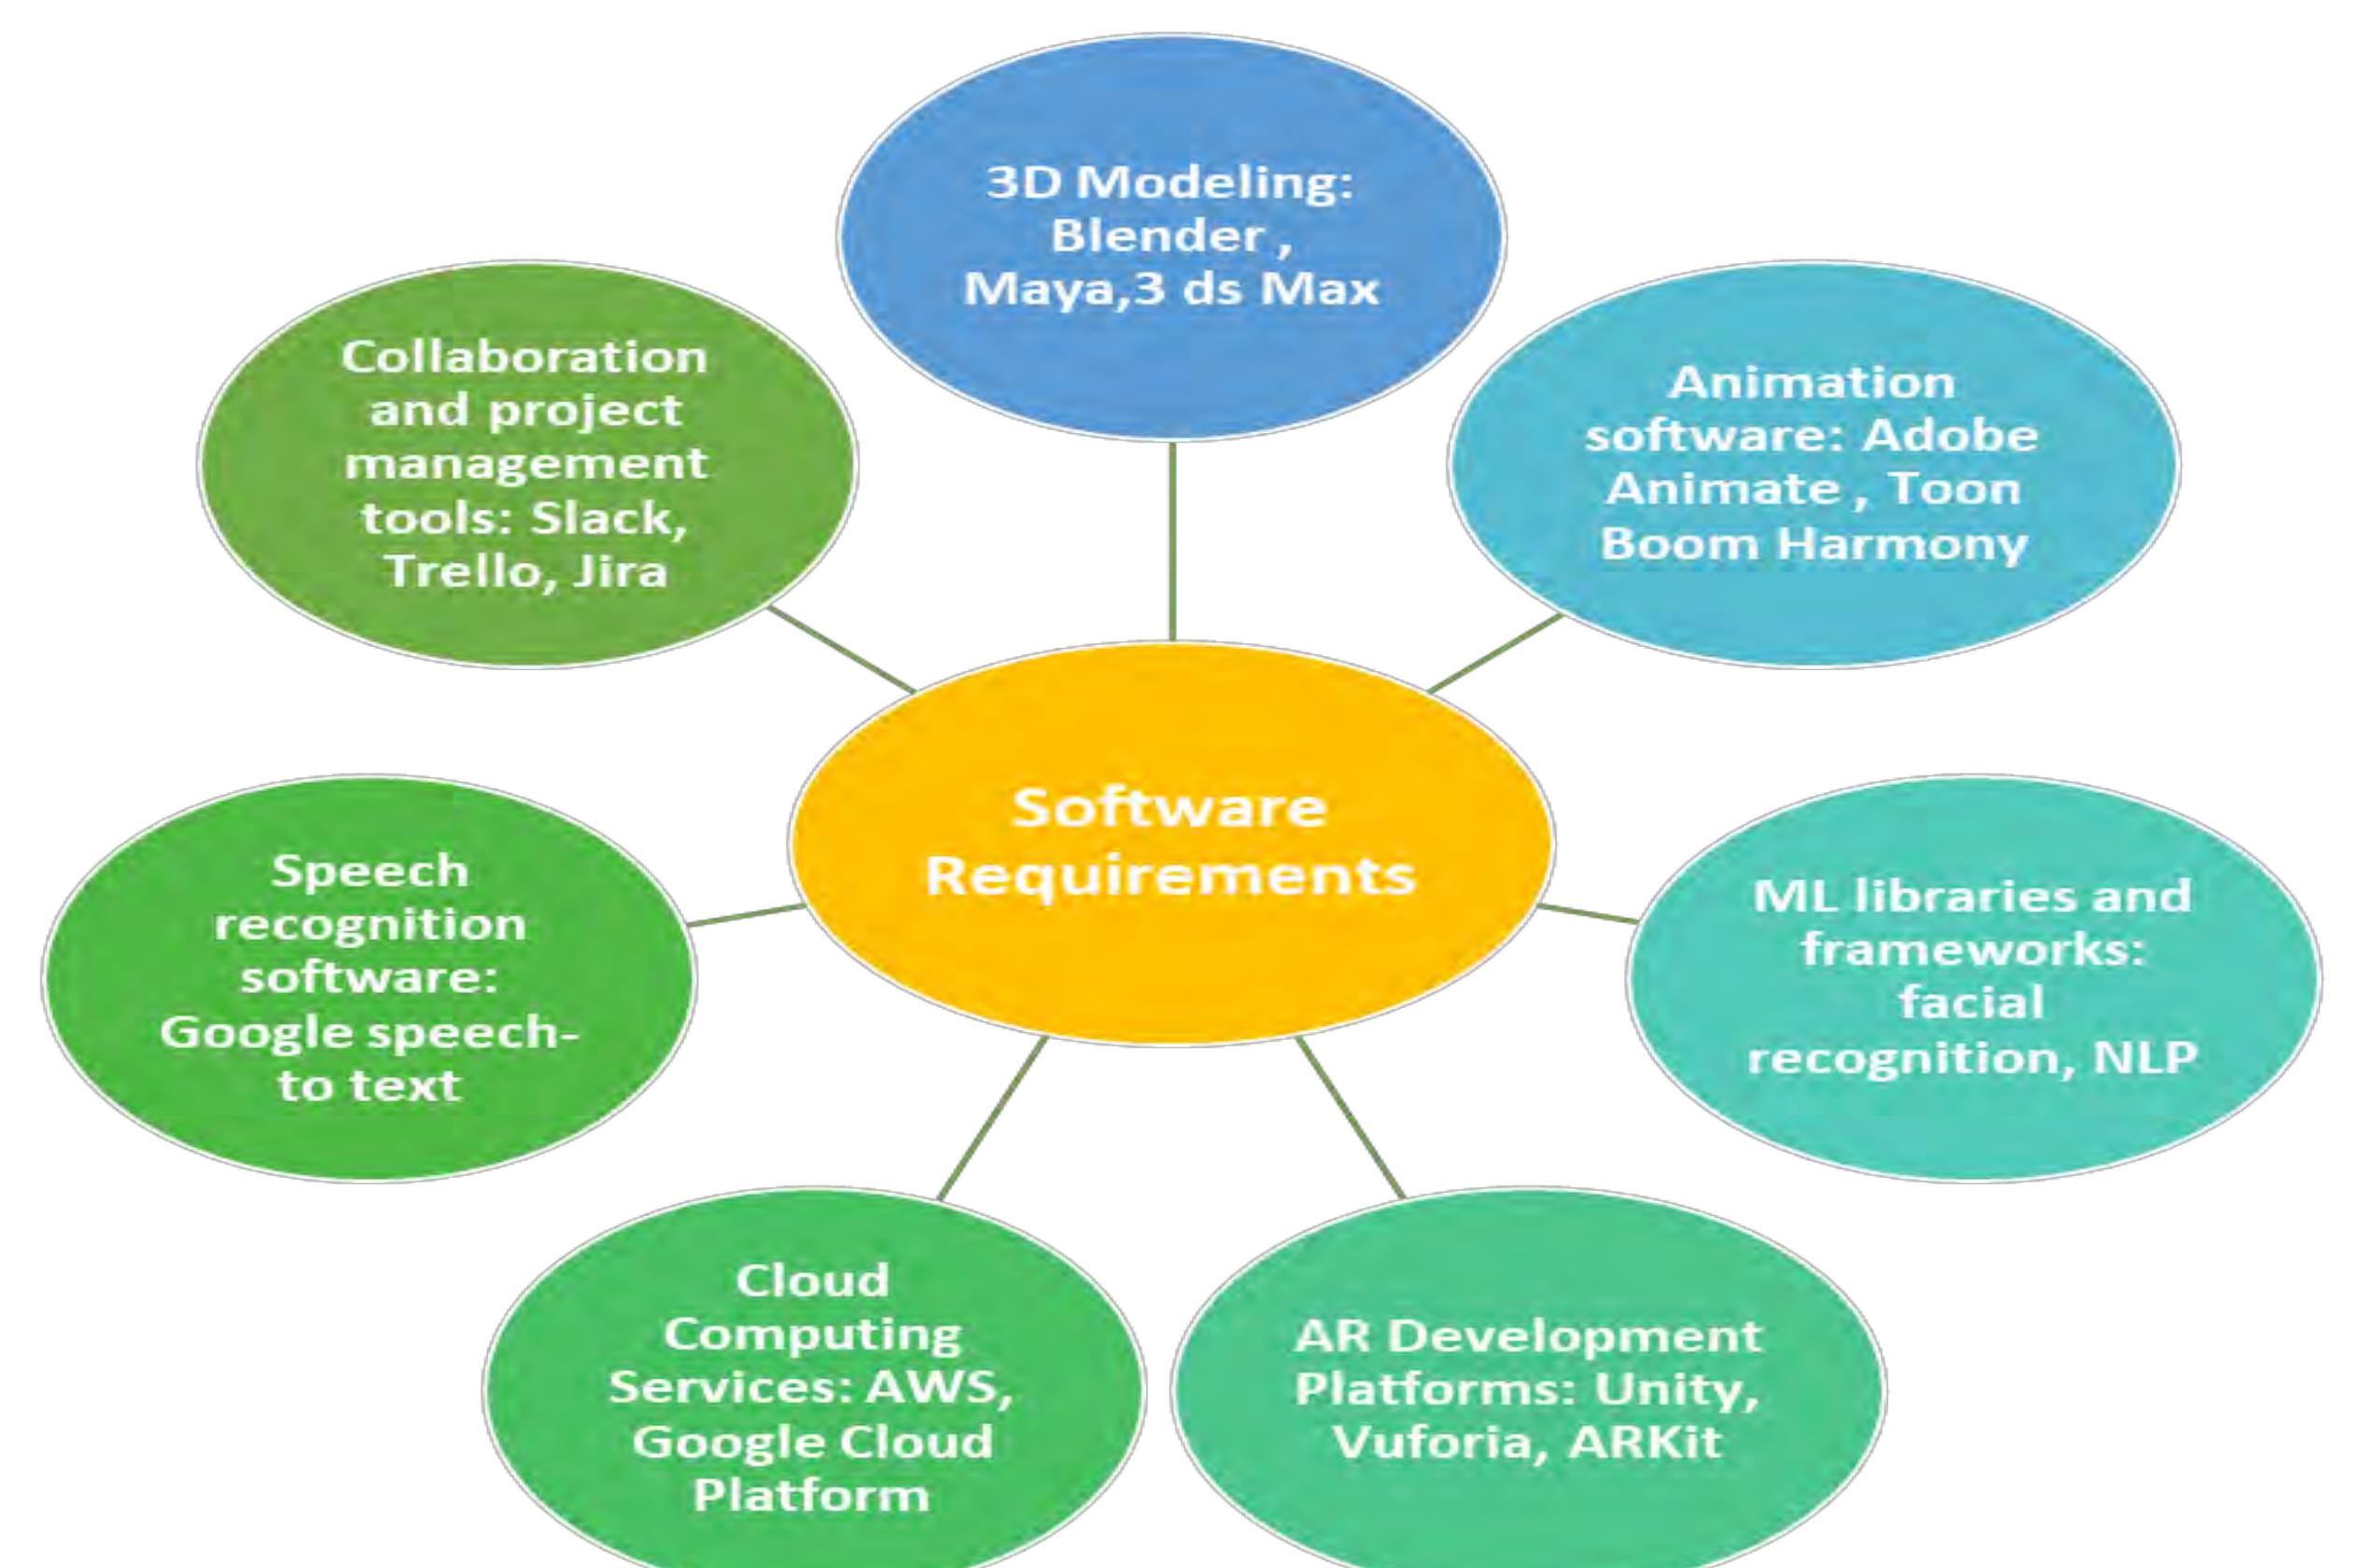 3D Modeling:
Blender ,
Maya,3 ds Max
Animation
software: Adobe
Animate , Toon
Boom Harmony
ML libraries and
frameworks:
facial
recognition, NLP
AR Development
Platforms: Unity,
Vuforia, ARKit
Cloud
Computing
Services: AWS,
Google Cloud
Platform
Speech
recognition
software:
Google speech-
to text
Collaboration
and project
management
tools: Slack,
Trello, Jira
Software
Requirements